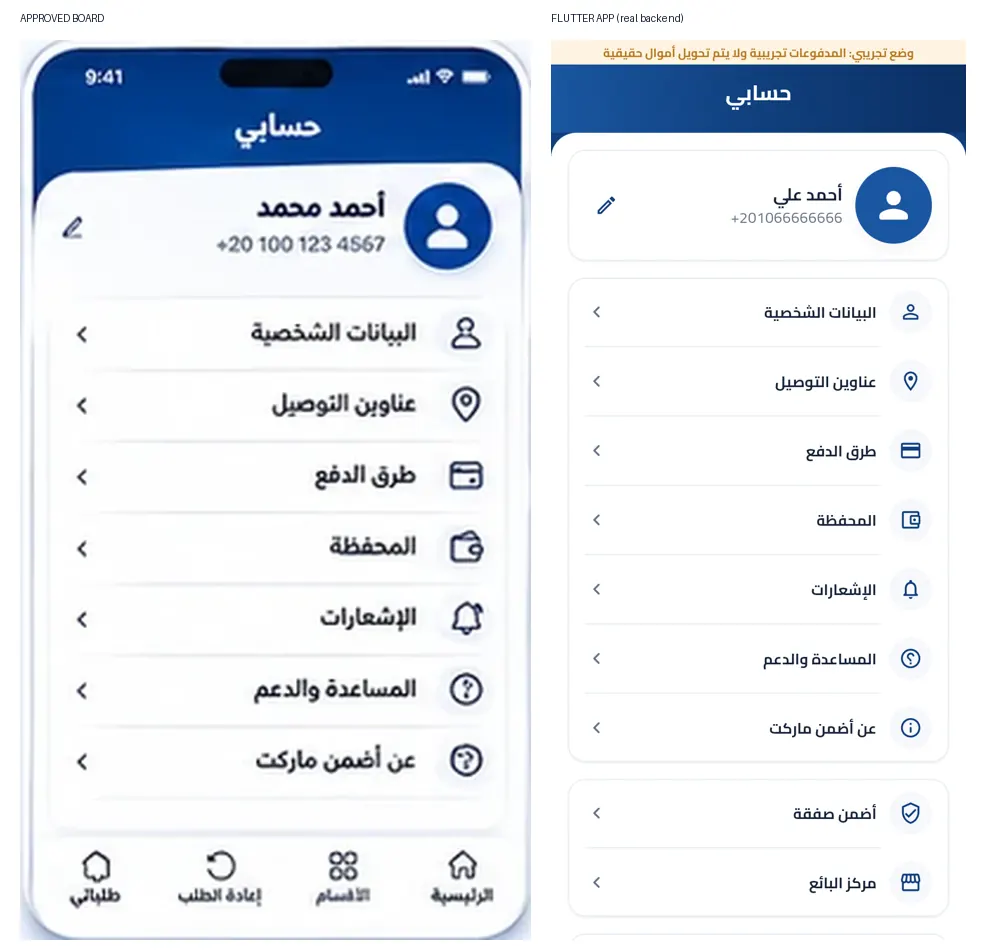 APPROVED BOARD
9:41
حسابي
أحمد محمد
+20 100 123 4567
البيانات الشخصية
عناوين التوصيل
طرق الدفع
المحفظة
الإشعارات
المساعدة والدعم
عن أضمن ماركت
الرئيسية
الأقسام
إعادة الطلب
طلباتي
FLUTTER APP (real backend)
وضع تجريبي: المدفوعات تجريبية ولا يتم تحويل أموال حقيقية
حسابي
أحمد علي
+201066666666
البيانات الشخصية
عناوين التوصيل
طرق الدفع
المحفظة
الإشعارات
المساعدة والدعم
عن أضمن ماركت
أضمن صفقة
مركز البائع